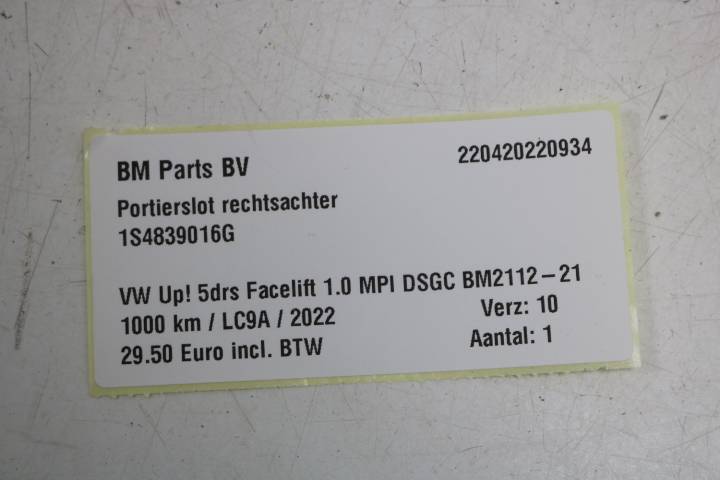 BM Parts BV 220420220934
Portierslot rechtsachter
1S4839016G
VW Up! 5drs Facelift 1.0 MPI DSGC BM2112-21
1000 km / LC9A / 2022 Verz: 10
29.50 Euro incl. BTW Aantal: 1